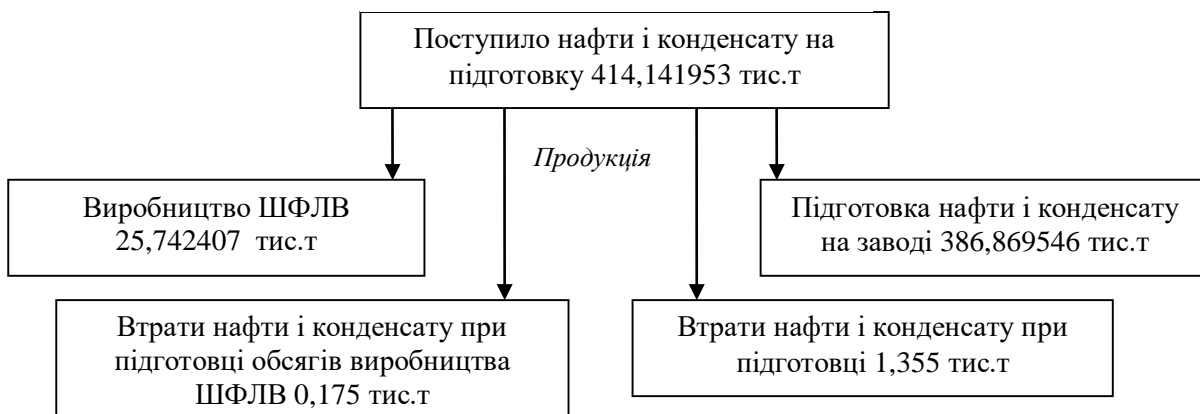 Поступило нафти і конденсату на
підготовку 414,141953 тис.т
Продукція
Виробництво ШФЛВ
25,742407 тис.т
Підготовка нафти і конденсату
на заводі 386,869546 тис.т
Втрати нафти і конденсату при
підготовці обсягів виробництва
ШФЛВ 0,175 тис.т
Втрати нафти і конденсату при
підготовці 1,355 тис.т